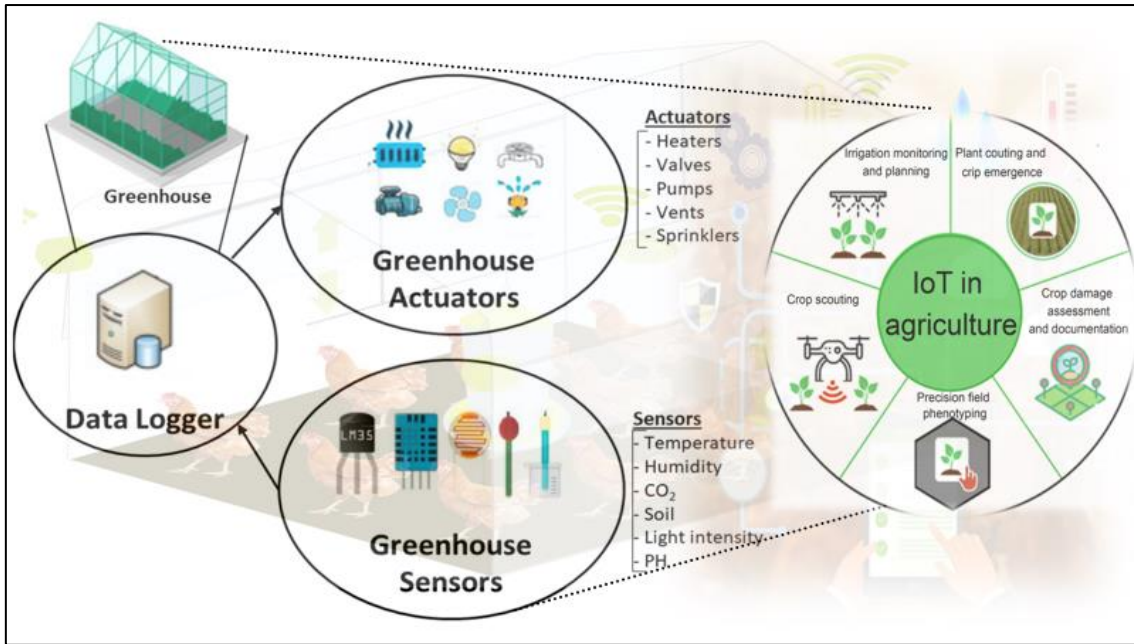 Greenhouse
Data Logger
Greenhouse
Actuators
Actuators
- Heaters
- Valves
- Pumps
- Vents
- Sprinklers
LM35
Greenhouse
Sensors
Sensors
- Temperature
- Humidity
- CO₂
- Soil
- Light intensity
- PH
Irrigation monitoring
and planning
Plant couting and
crip emergence
Crop scouting
IoT in
agriculture
Crop damage
assessment
and documentation
Precision field
phenotyping